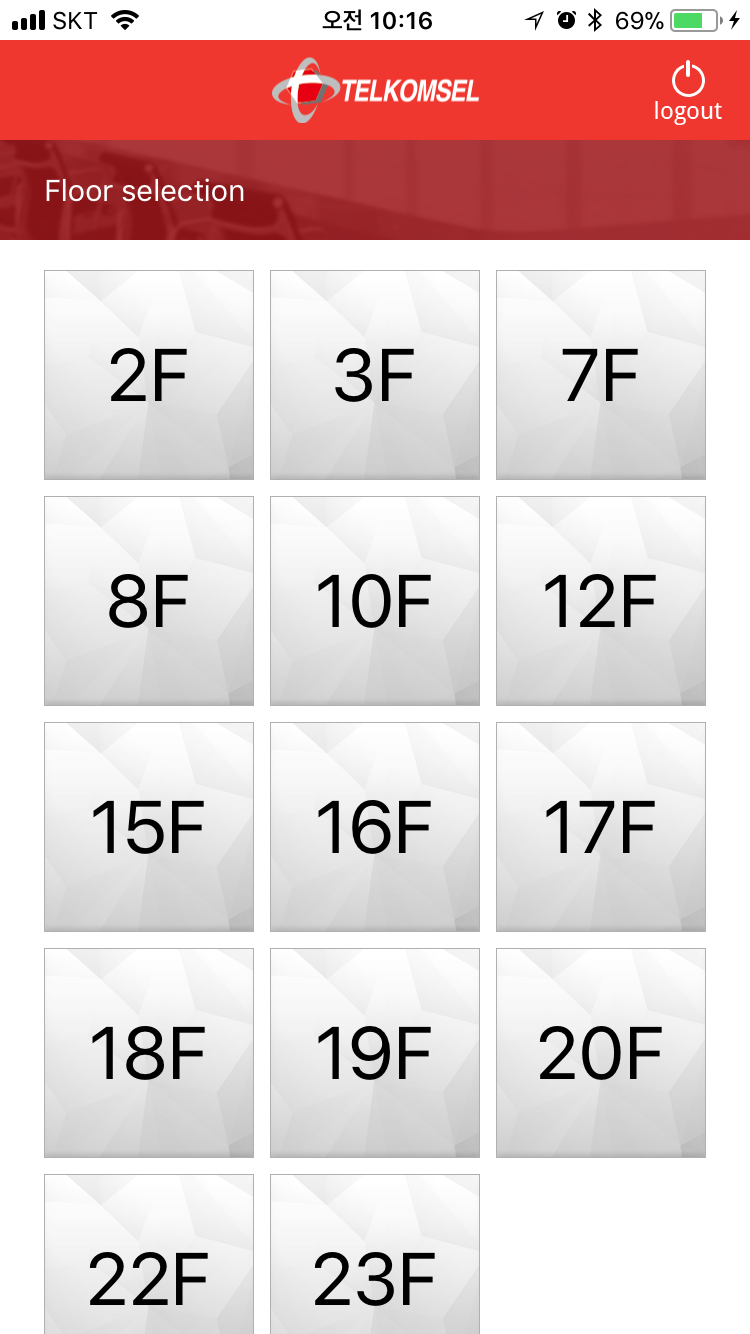 SKT 오전 10:16 69%
TELKOMSEL
logout
Floor selection
2F 3F 7F
8F 10F 12F
15F 16F 17F
18F 19F 20F
22F 23F